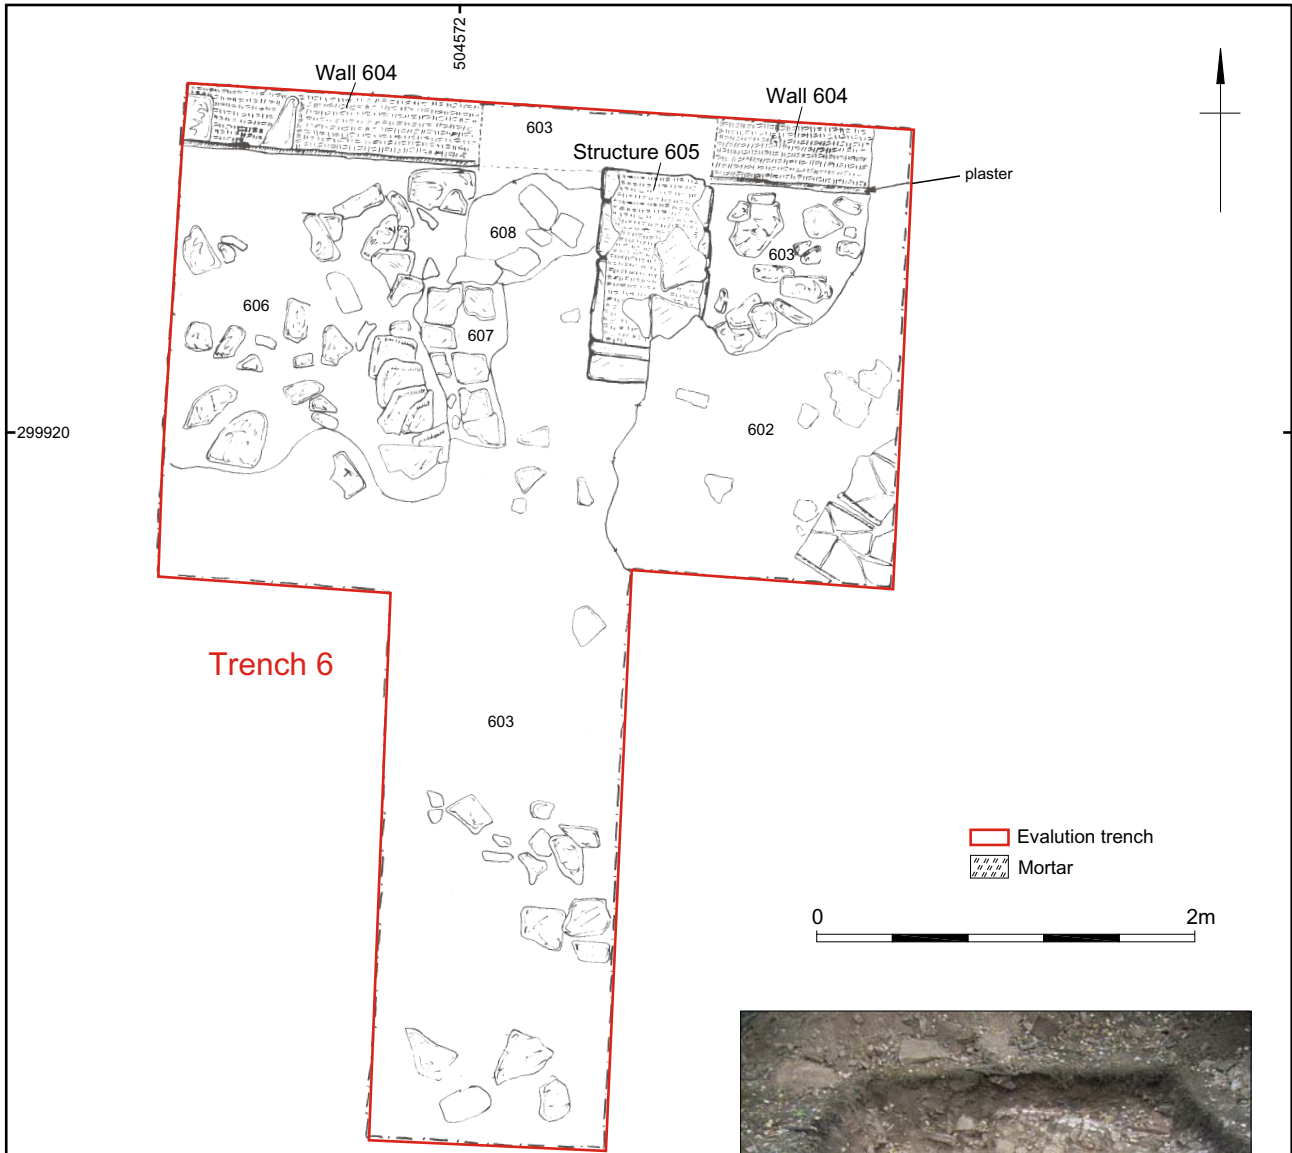 504572
Wall 604
Wall 604
603
Structure 605
plaster
608
603
606
607
299920
602
Trench 6
603
Evalution trench
Mortar
0 2m